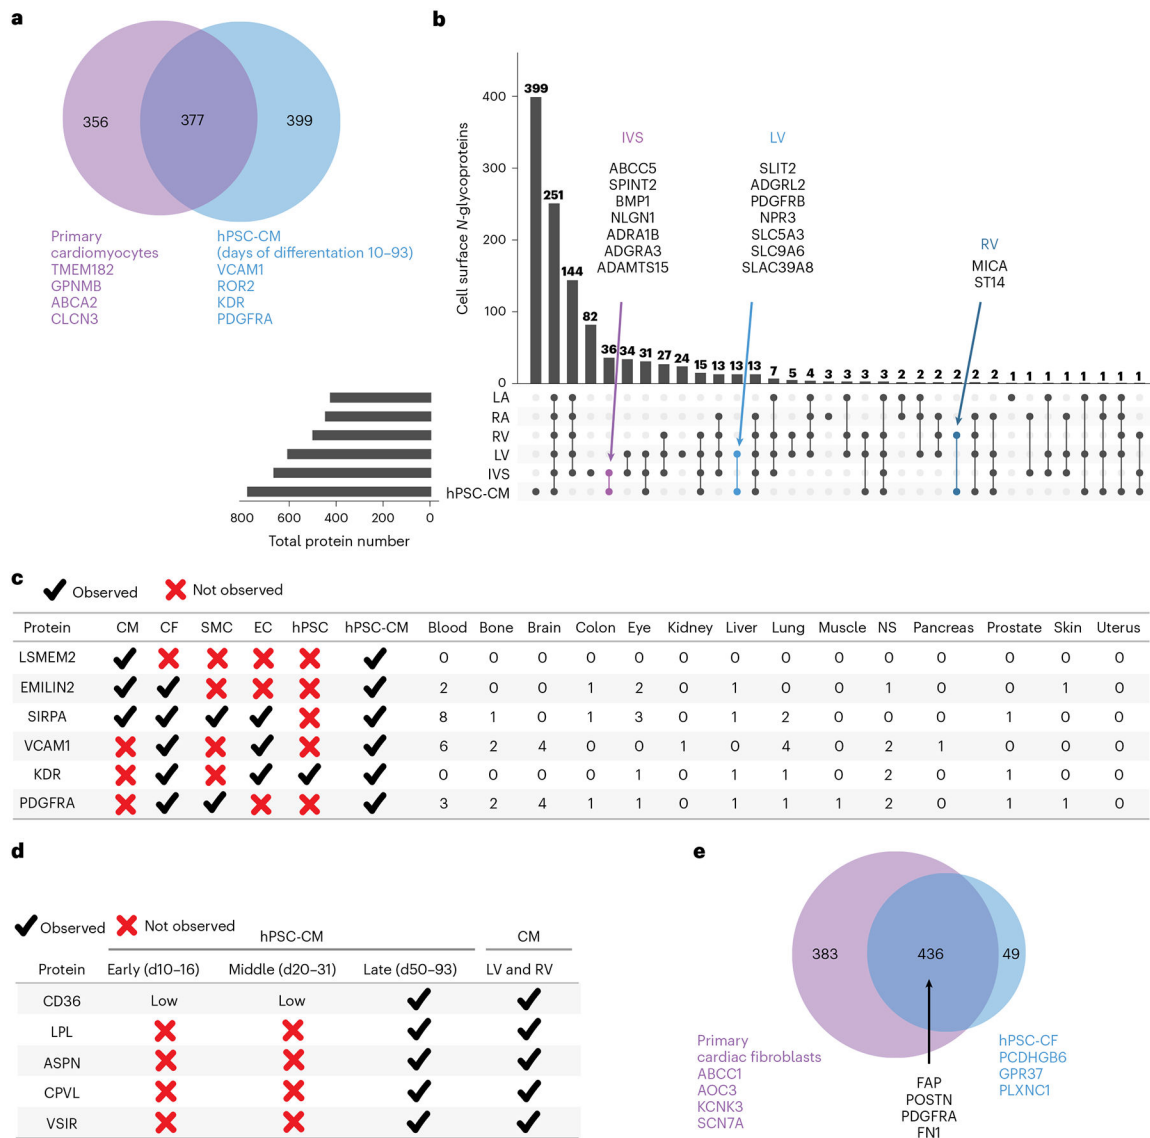 a
356
377
399
Primary
cardiomyocytes
TMEM182
GPNMB
ABCA2
CLCN3
hPSC-CM
(days of differentation 10–93)
VCAM1
ROR2
KDR
PDGFRA
b
Cell surface N-glycoproteins
400
300
200
100
0
399
251
144
82
36
34
31
27
24
15
13
13
13
7
5
4
3
3
3
3
2
2
2
2
2
2
1
1
1
1
1
1
1
1
IVS
ABCC5
SPINT2
BMP1
NLGN1
ADRA1B
ADGRA3
ADAMTS15
LV
SLIT2
ADGRL2
PDGFRB
NPR3
SLC5A3
SLC9A6
SLAC39A8
RV
MICA
ST14
LA
RA
RV
LV
IVS
hPSC-CM
800 600 400 200 0
Total protein number
c
Observed Not observed
Protein CM CF SMC EC hPSC hPSC-CM Blood Bone Brain Colon Eye Kidney Liver Lung Muscle NS Pancreas Prostate Skin Uterus
LSMEM2 0 0 0 0 0 0 0 0 0 0 0 0 0 0
EMILIN2 2 0 0 1 2 0 1 0 0 1 0 0 1 0
SIRPA 8 1 0 1 3 0 1 2 0 0 0 1 0 0
VCAM1 6 2 4 0 0 1 0 4 0 2 1 0 0 0
KDR 0 0 0 0 1 0 1 1 0 2 0 1 0 0
PDGFRA 3 2 4 1 1 0 1 1 1 2 0 1 1 0
d
Observed Not observed
hPSC-CM CM
Protein Early (d10–16) Middle (d20–31) Late (d50–93) LV and RV
CD36 Low Low
LPL
ASPN
CPVL
VSIR
e
383
436
49
Primary
cardiac fibroblasts
ABCC1
AOC3
KCNK3
SCN7A
FAP
POSTN
PDGFRA
FN1
hPSC-CF
PCDHGB6
GPR37
PLXNC1